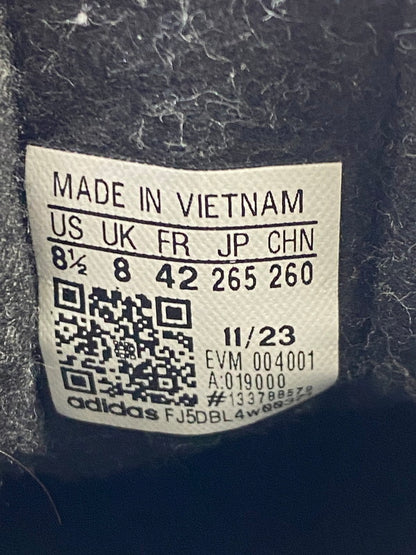 MADE IN VIETNAM
US UK FR JP CHN
8½ 8 42 265 260
11/23
EVM 004001
A:019000
adidas